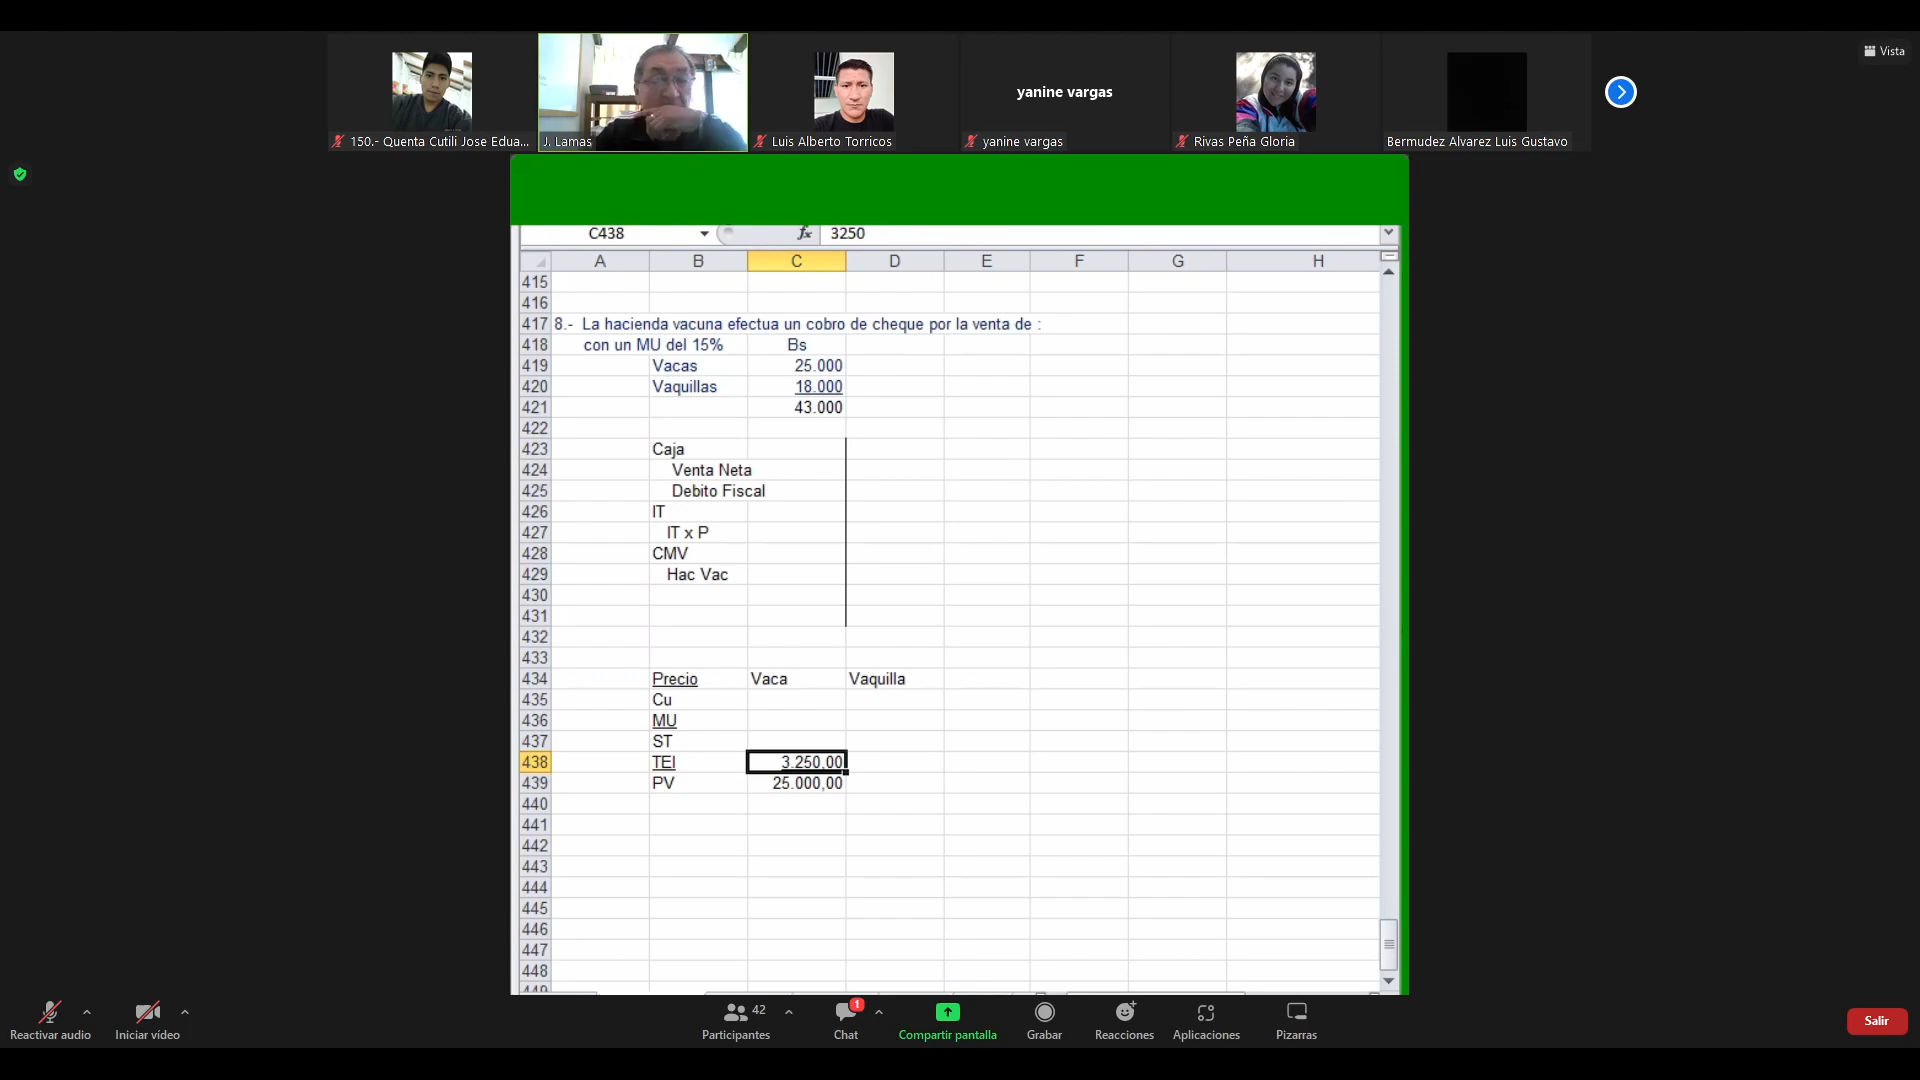 Vista
yanine vargas
150.- Quenta Cutili Jose Edua...
J. Lamas
Luis Alberto Torricos
yanine vargas
Rivas Peña Gloria
Bermudez Alvarez Luis Gustavo
C438 fx 3250
A B C D E F G H
415
416
417 8.- La hacienda vacuna efectua un cobro de cheque por la venta de :
418 con un MU del 15% Bs
419 Vacas 25.000
420 Vaquillas 18.000
421 43.000
422
423 Caja
424 Venta Neta
425 Debito Fiscal
426 IT
427 IT x P
428 CMV
429 Hac Vac
430
431
432
433
434 Precio Vaca Vaquilla
435 Cu
436 MU
437 ST
438 TEI 3.250,00
439 PV 25.000,00
440
441
442
443
444
445
446
447
448
449
Reactivar audio
Iniciar vídeo
42
Participantes
1
Chat
Compartir pantalla
Grabar
Reacciones
Aplicaciones
Pizarras
Salir